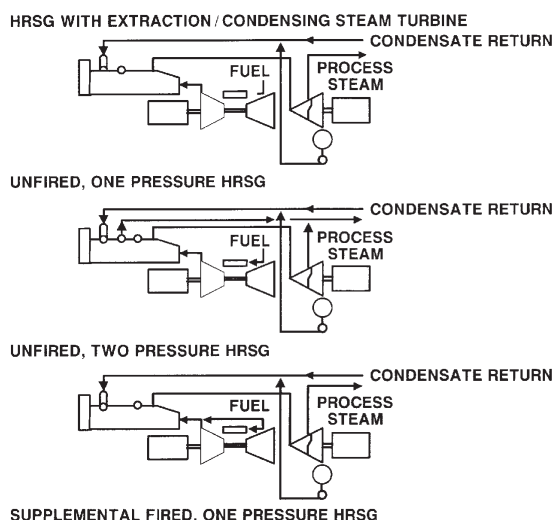 HRSG WITH EXTRACTION/CONDENSING STEAM TURBINE
CONDENSATE RETURN
FUEL
PROCESS
STEAM
UNFIRED, ONE PRESSURE HRSG
CONDENSATE RETURN
FUEL
PROCESS
STEAM
UNFIRED, TWO PRESSURE HRSG
CONDENSATE RETURN
FUEL
PROCESS
STEAM
SUPPLEMENTAL FIRED, ONE PRESSURE HRSG